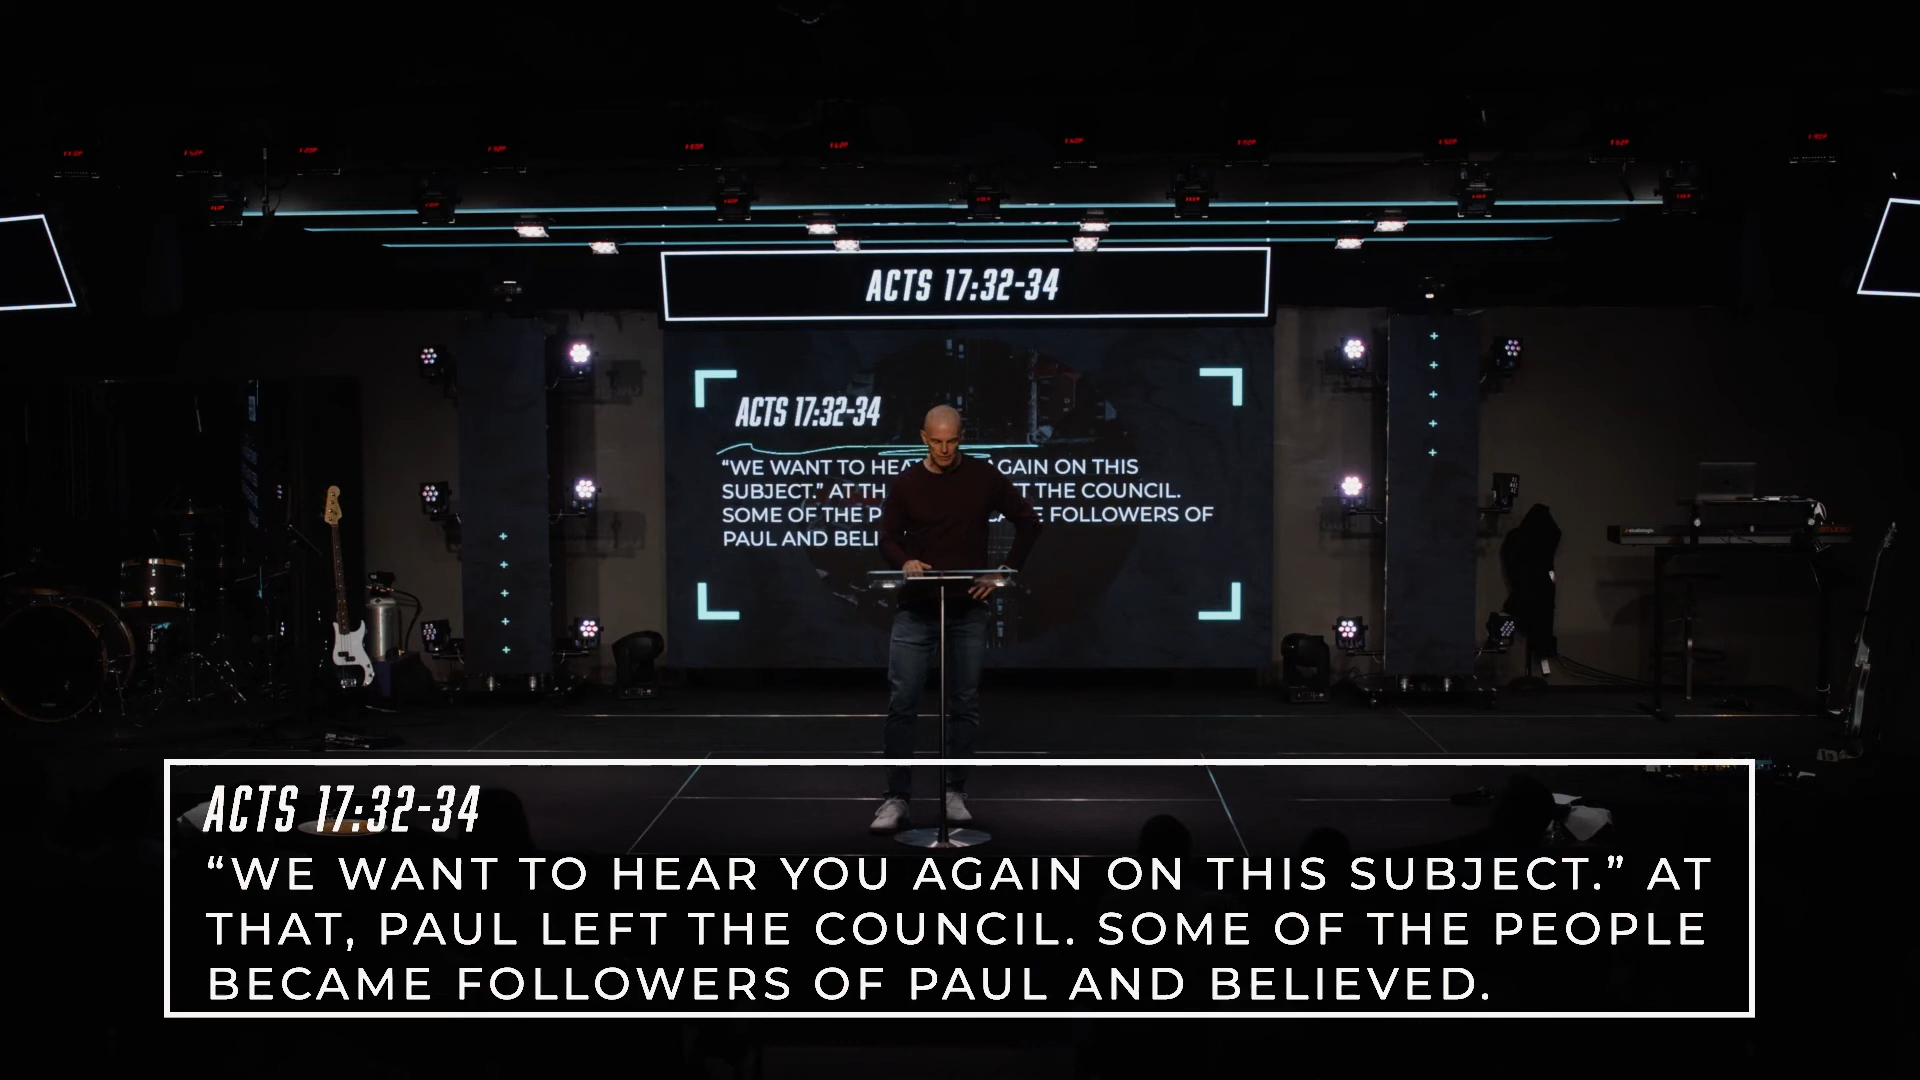 ACTS 17:32-34
ACTS 17:32-34
“WE WANT TO HEA AGAIN ON THIS
SUBJECT.” AT TH THE COUNCIL.
SOME OF THE P FOLLOWERS OF
PAUL AND BELI
ACTS 17:32-34
“WE WANT TO HEAR YOU AGAIN ON THIS SUBJECT.” AT
THAT, PAUL LEFT THE COUNCIL. SOME OF THE PEOPLE
BECAME FOLLOWERS OF PAUL AND BELIEVED.